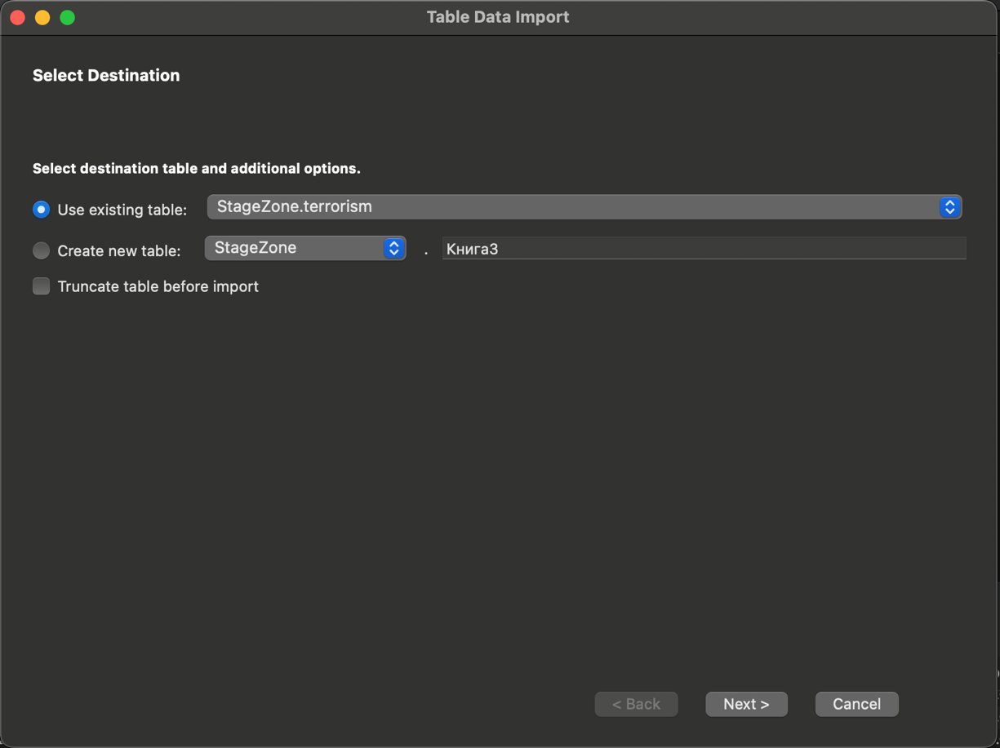 Table Data Import
Select Destination
Select destination table and additional options.
Use existing table: StageZone.terrorism
Create new table: StageZone . Книга3
Truncate table before import
< Back Next > Cancel